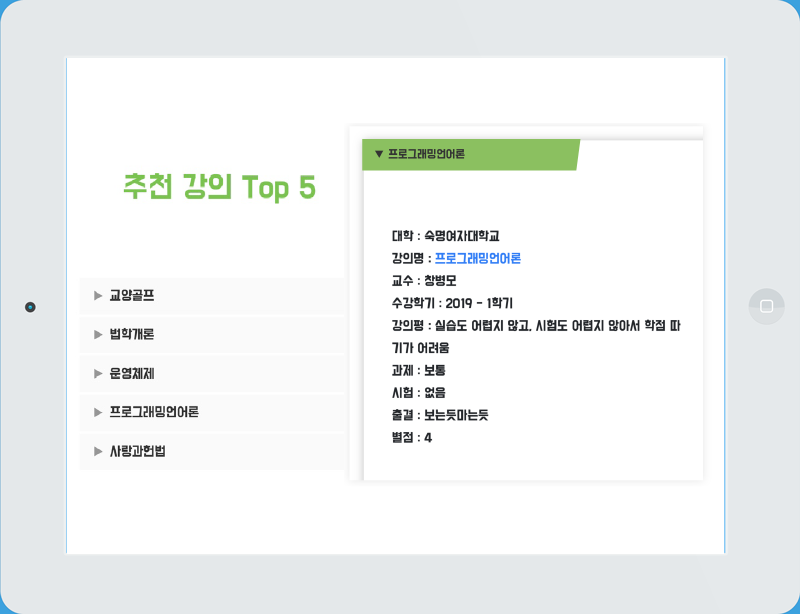 추천 강의 Top 5
▶ 교양골프
▶ 법학개론
▶ 운영체제
▶ 프로그래밍언어론
▶ 사랑과헌법
▼ 프로그래밍언어론
대학 : 숙명여자대학교
강의명 : 프로그래밍언어론
교수 : 창병모
수강학기 : 2019 - 1학기
강의평 : 실습도 어렵지 않고, 시험도 어렵지 않아서 학점 따
기가 어려움
과제 : 보통
시험 : 없음
출결 : 보는듯마는듯
별점 : 4